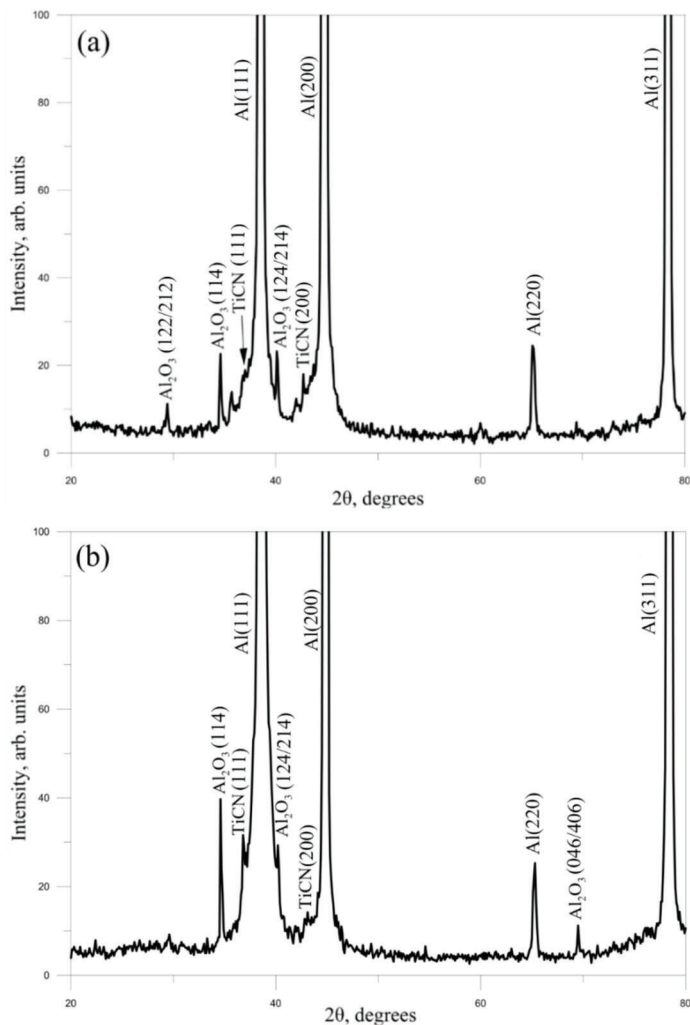 (a)
Intensity, arb. units
100
80
60
40
20
0
Al₂O₃ (122/212)
Al₂O₃ (114)
TiCN (111)
Al(111)
Al₂O₃ (124/214)
TiCN (200)
Al(200)
Al(220)
Al(311)
20
40
60
80
2θ, degrees
(b)
Intensity, arb. units
100
80
60
40
20
0
Al₂O₃ (114)
TiCN (111)
Al(111)
Al₂O₃ (124/214)
TiCN(200)
Al(200)
Al(220)
Al₂O₃ (046/406)
Al(311)
20
40
60
80
2θ, degrees